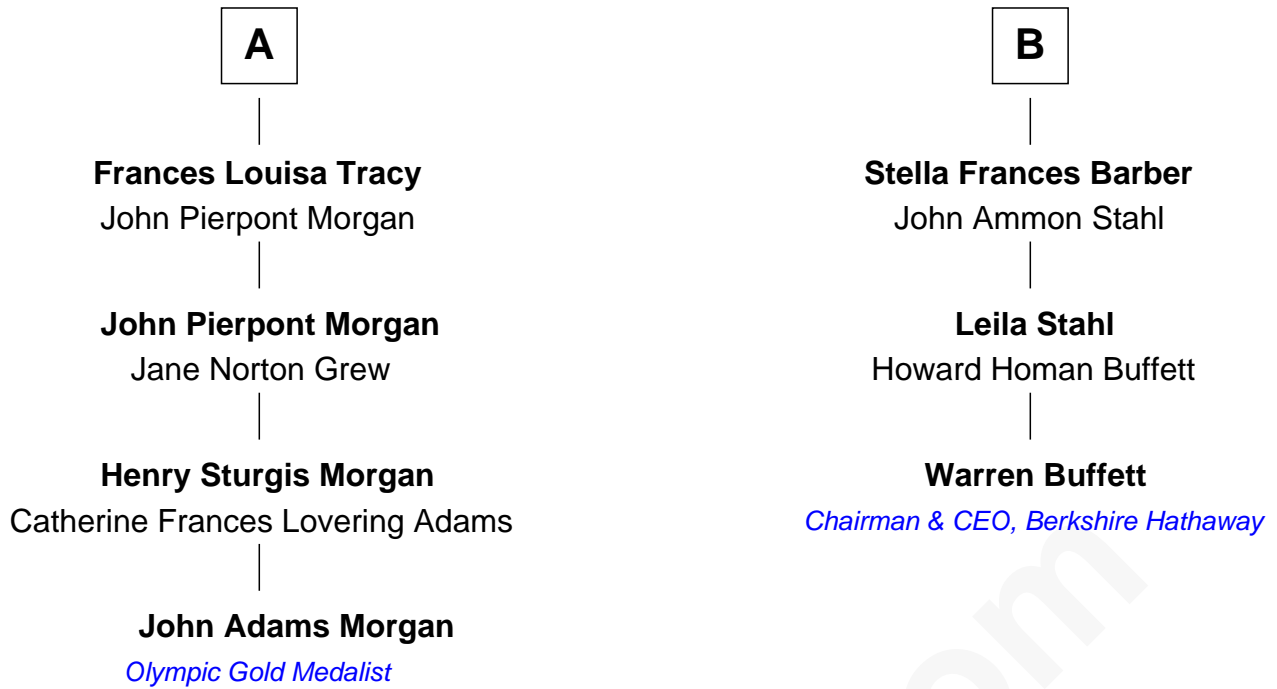 A
Frances Louisa Tracy
John Pierpont Morgan
John Pierpont Morgan
Jane Norton Grew
Henry Sturgis Morgan
Catherine Frances Lovering Adams
John Adams Morgan
Olympic Gold Medalist
B
Stella Frances Barber
John Ammon Stahl
Leila Stahl
Howard Homan Buffett
Warren Buffett
Chairman & CEO, Berkshire Hathaway
om